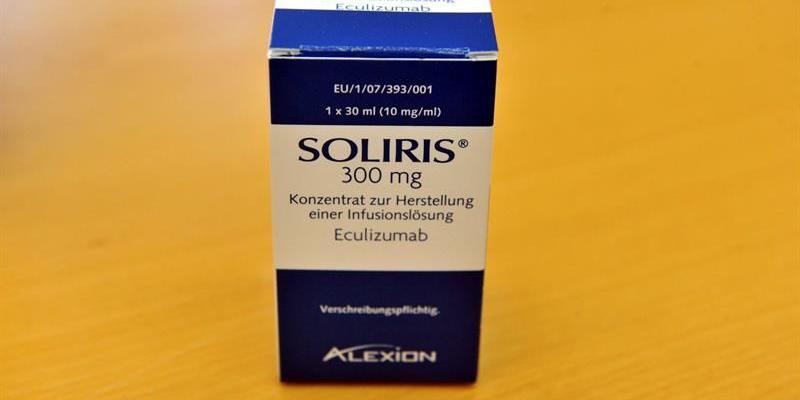 Eculizumab
EU/1/07/393/001
1 x 30 ml (10 mg/ml)
SOLIRIS®
300 mg
Konzentrat zur Herstellung
einer Infusionslösung
Eculizumab
Verschreibungspflichtig.
ALEXION